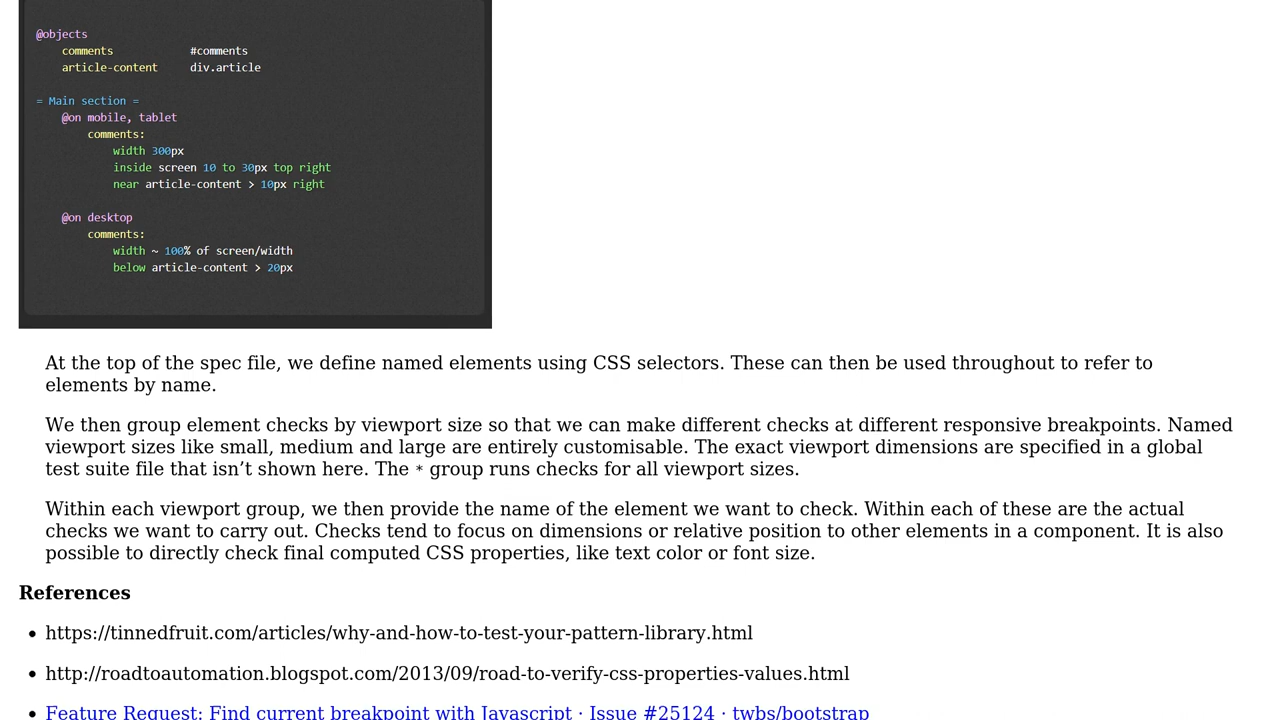 @objects
comments #comments
article-content div.article
= Main section =
@on mobile, tablet
comments:
width 300px
inside screen 10 to 30px top right
near article-content > 10px right
@on desktop
comments:
width ~ 100% of screen/width
below article-content > 20px
At the top of the spec file, we define named elements using CSS selectors. These can then be used throughout to refer to
elements by name.
We then group element checks by viewport size so that we can make different checks at different responsive breakpoints. Named
viewport sizes like small, medium and large are entirely customisable. The exact viewport dimensions are specified in a global
test suite file that isn’t shown here. The * group runs checks for all viewport sizes.
Within each viewport group, we then provide the name of the element we want to check. Within each of these are the actual
checks we want to carry out. Checks tend to focus on dimensions or relative position to other elements in a component. It is also
possible to directly check final computed CSS properties, like text color or font size.
References
• https://tinnedfruit.com/articles/why-and-how-to-test-your-pattern-library.html
• http://roadtoautomation.blogspot.com/2013/09/road-to-verify-css-properties-values.html
• Feature Request: Find current breakpoint with Javascript · Issue #25124 · twbs/bootstrap